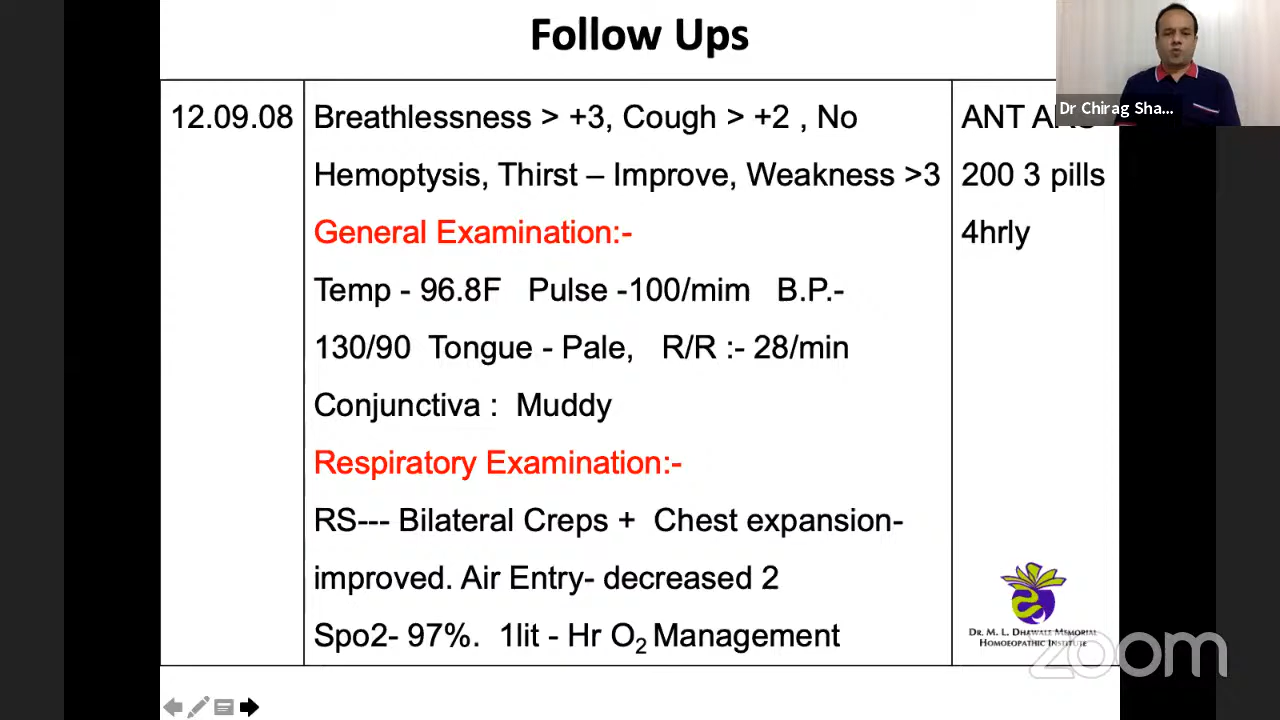 Follow Ups
Dr Chirag Sha...
12.09.08
Breathlessness > +3, Cough > +2 , No
Hemoptysis, Thirst – Improve, Weakness >3
General Examination:-
Temp - 96.8F Pulse -100/mim B.P.-
130/90 Tongue - Pale, R/R :- 28/min
Conjunctiva : Muddy
Respiratory Examination:-
RS--- Bilateral Creps + Chest expansion-
improved. Air Entry- decreased 2
Spo2- 97%. 1lit - Hr O2 Management
ANT
200 3 pills
4hrly
DR. M. L. DHAWALE MEMORIAL
HOMOEOPATHIC INSTITUTE
zoom